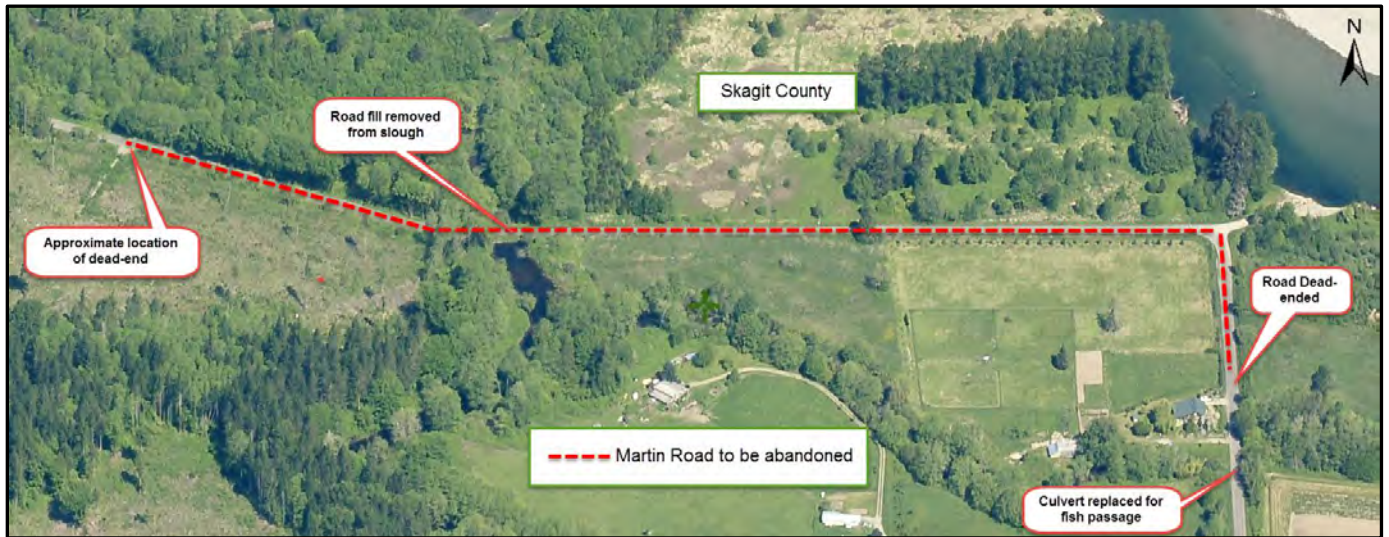 N
Skagit County
Road fill removed
from slough
Approximate location
of dead-end
Road Dead-
ended
Martin Road to be abandoned
Culvert replaced for
fish passage